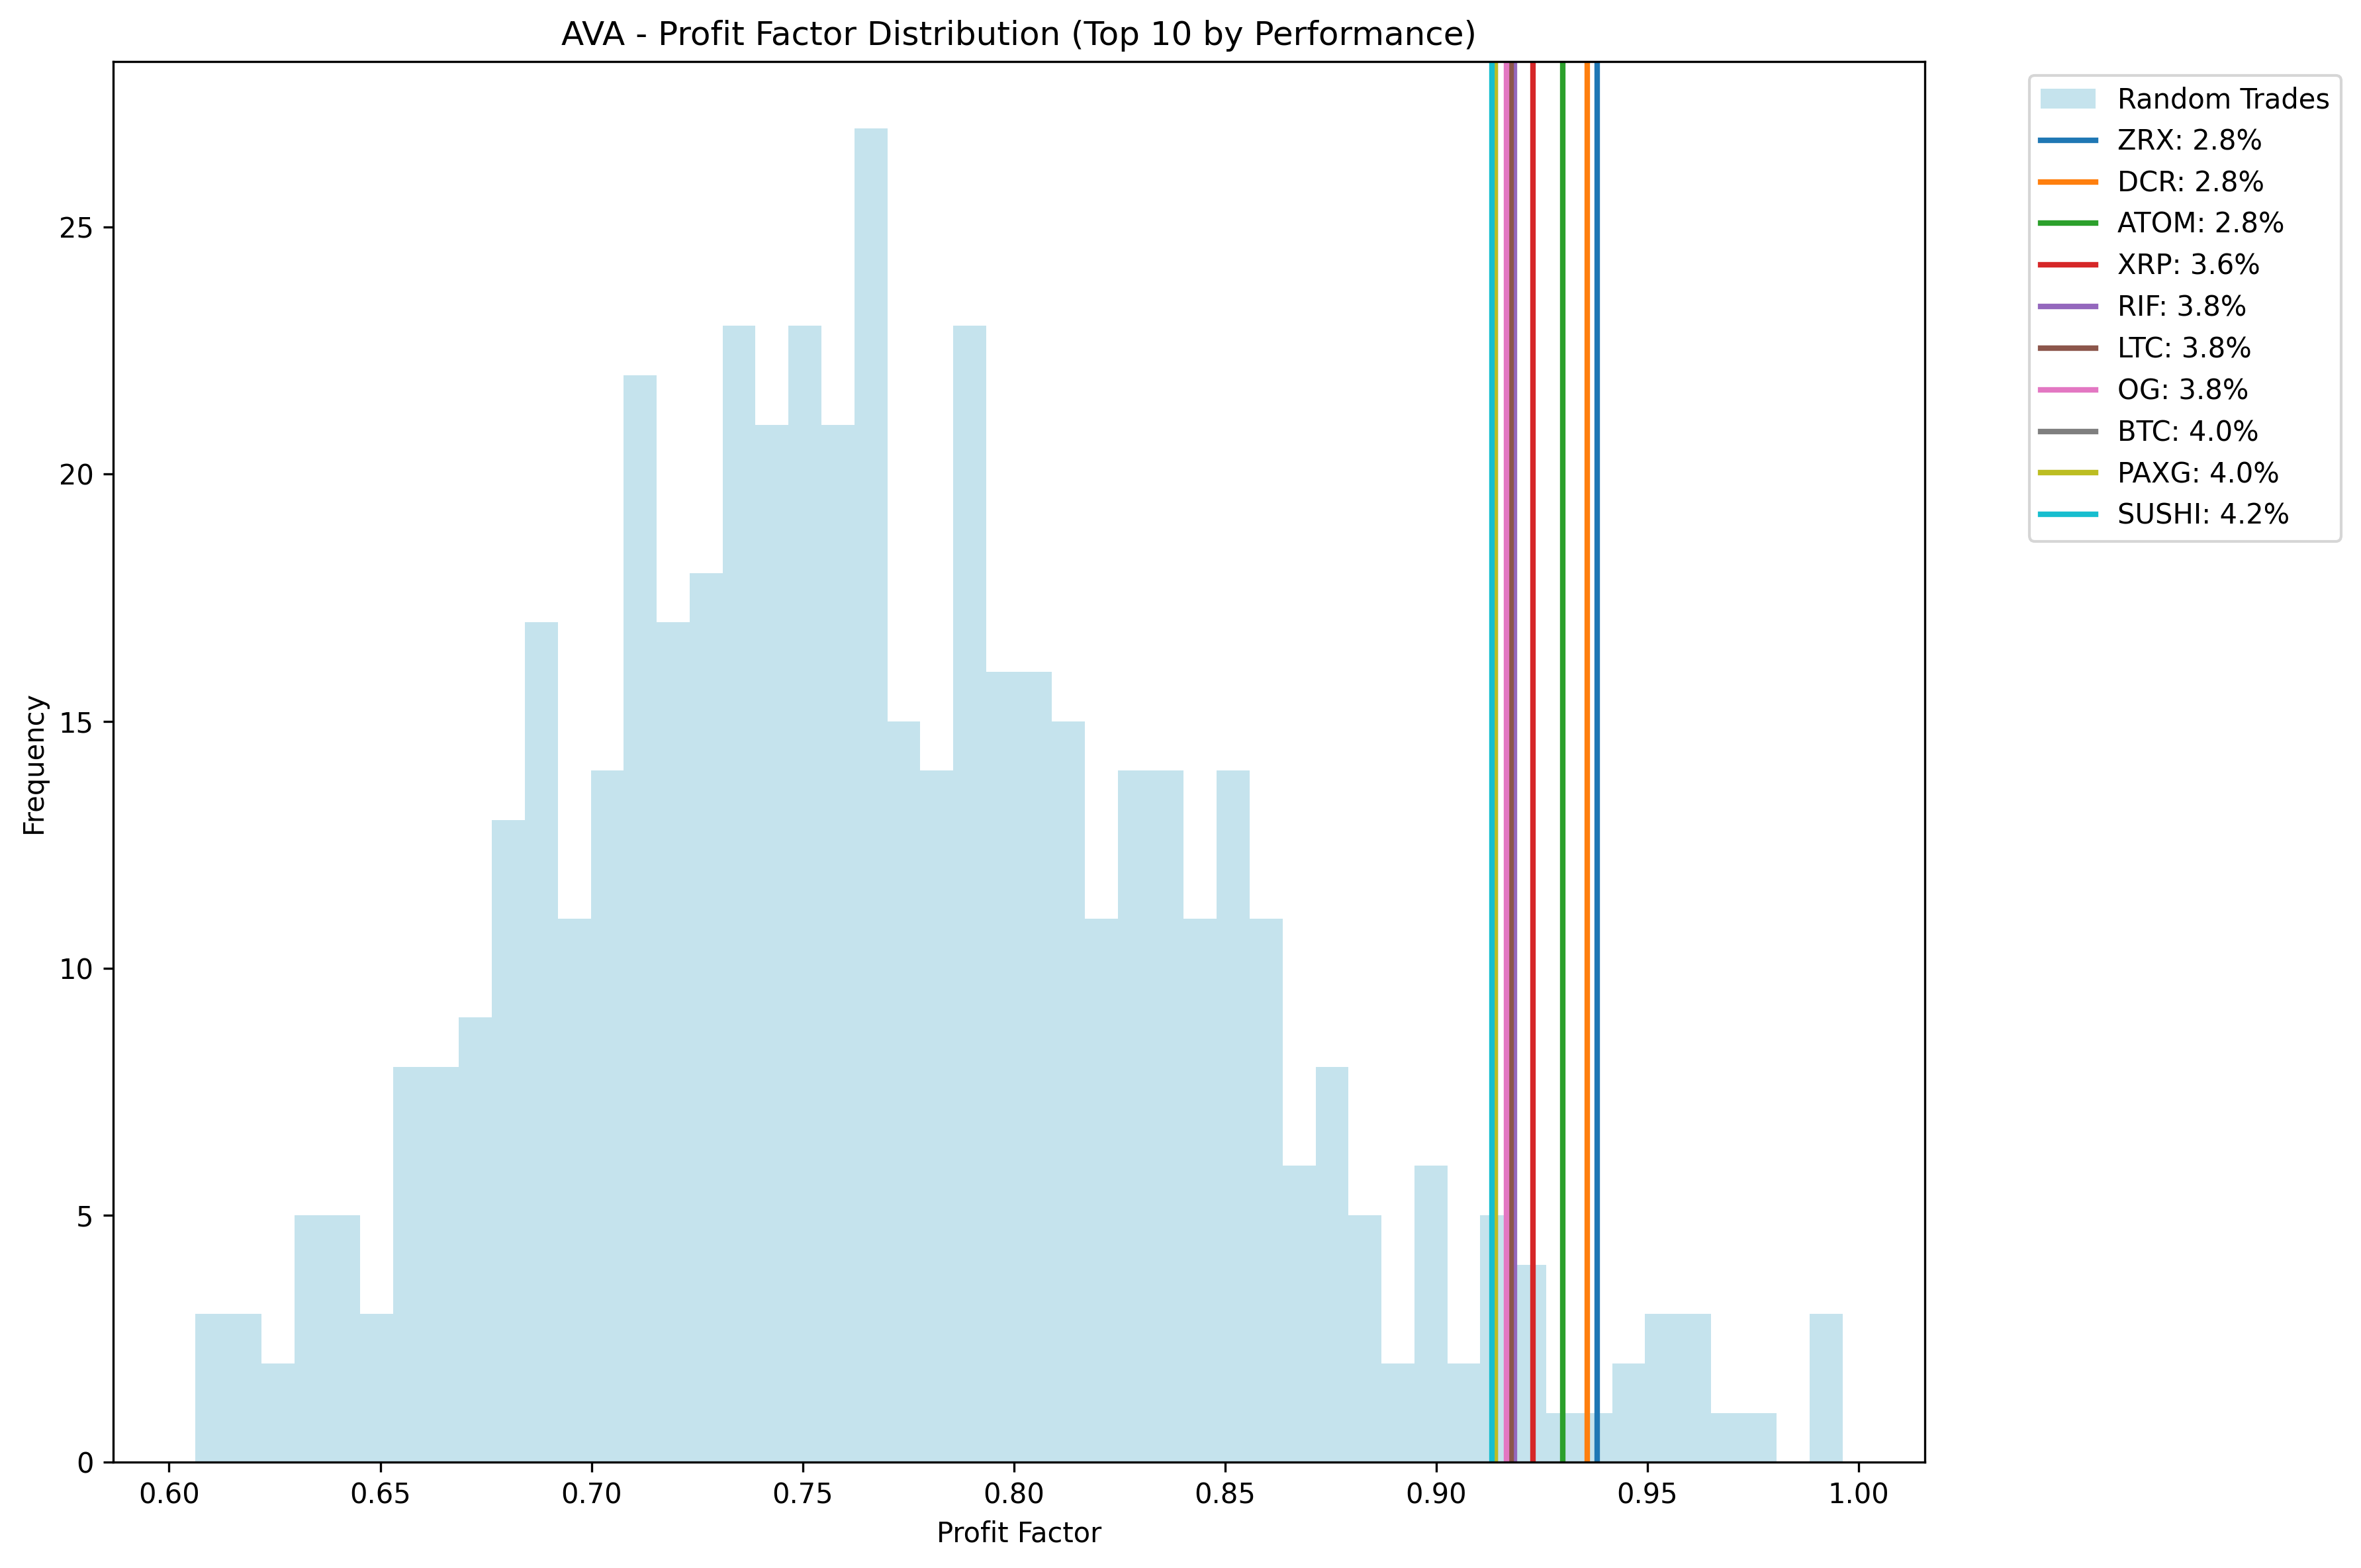 AVA - Profit Factor Distribution (Top 10 by Performance)
Random Trades
ZRX: 2.8%
DCR: 2.8%
ATOM: 2.8%
XRP: 3.6%
RIF: 3.8%
LTC: 3.8%
OG: 3.8%
BTC: 4.0%
PAXG: 4.0%
SUSHI: 4.2%
Frequency
25
20
15
10
5
0
0.60 0.65 0.70 0.75 0.80 0.85 0.90 0.95 1.00
Profit Factor